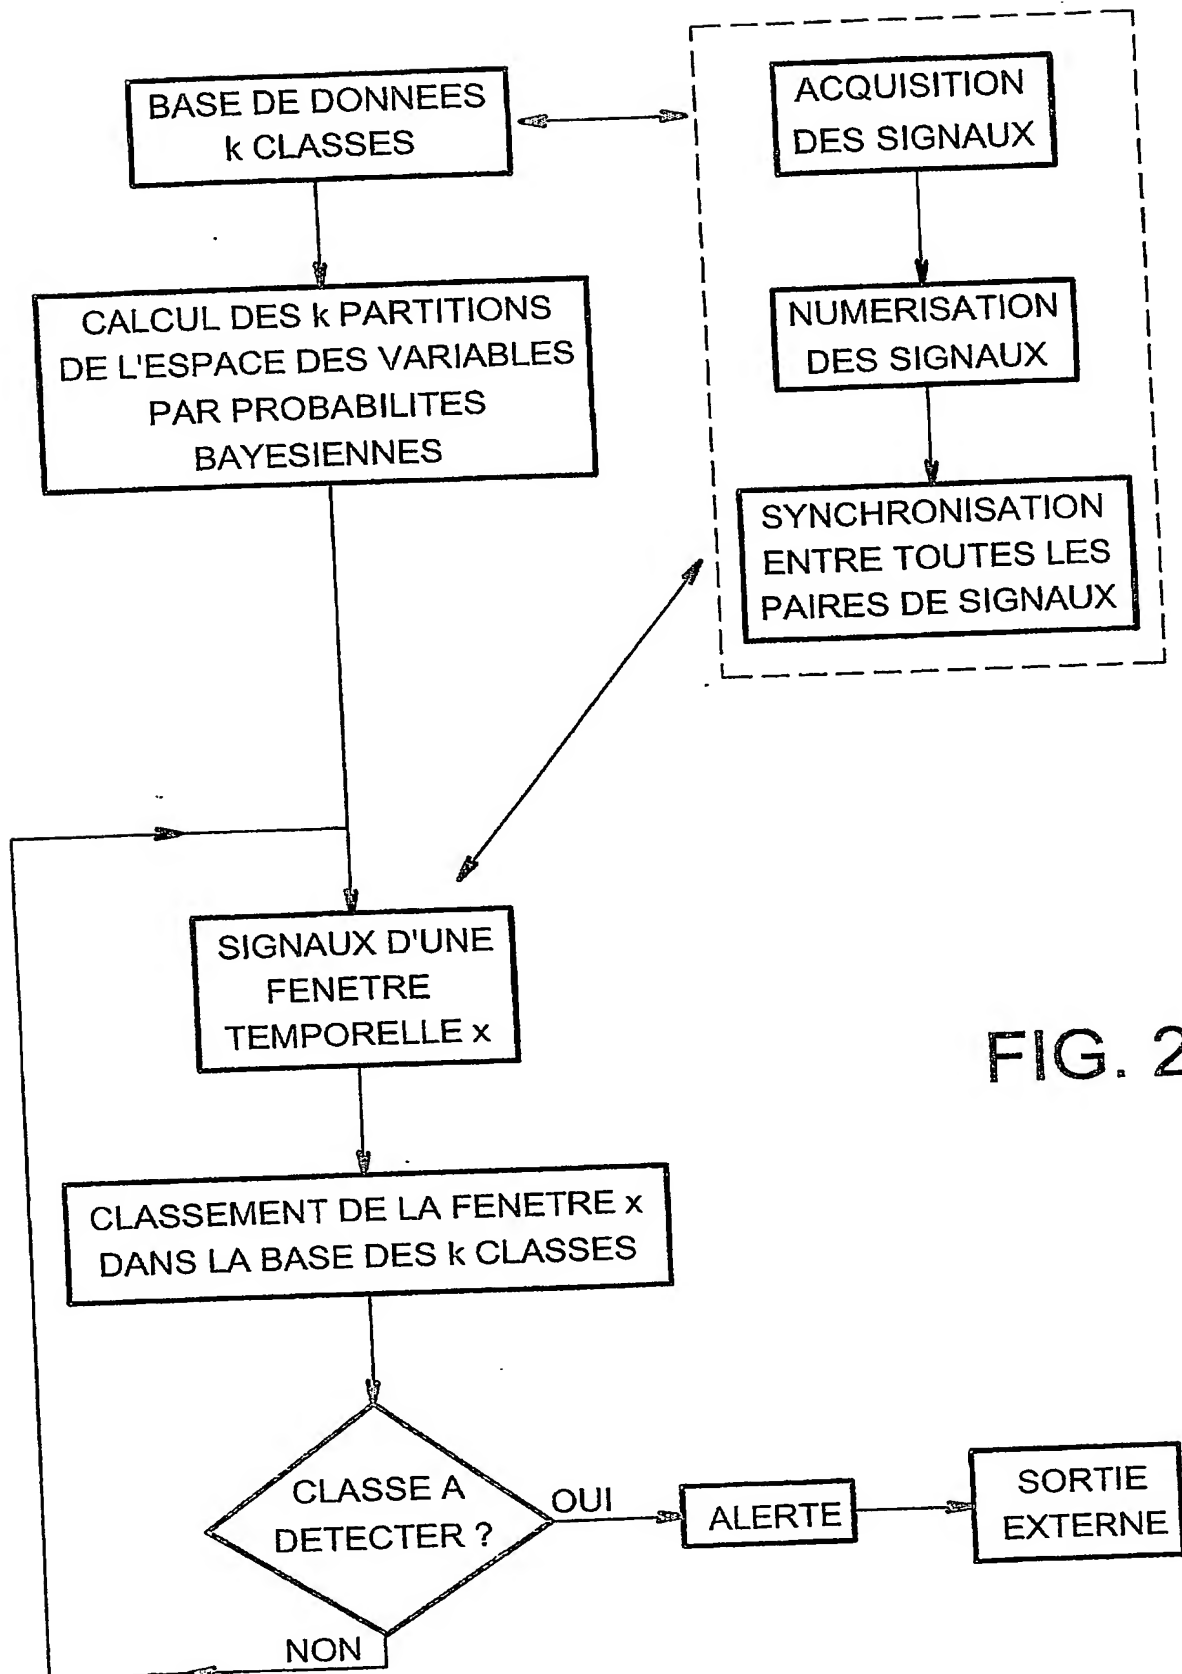 BASE DE DONNEES
k CLASSES
ACQUISITION
DES SIGNAUX
CALCUL DES k PARTITIONS
DE L'ESPACE DES VARIABLES
PAR PROBABILITES
BAYESIENNES
NUMERISATION
DES SIGNAUX
SYNCHRONISATION
ENTRE TOUTES LES
PAIRES DE SIGNAUX
SIGNAUX D'UNE
FENETRE
TEMPORELLE x
FIG. 2
CLASSEMENT DE LA FENETRE x
DANS LA BASE DES k CLASSES
CLASSE A
DETECTER ?
OUI
ALERTE
SORTIE
EXTERNE
NON